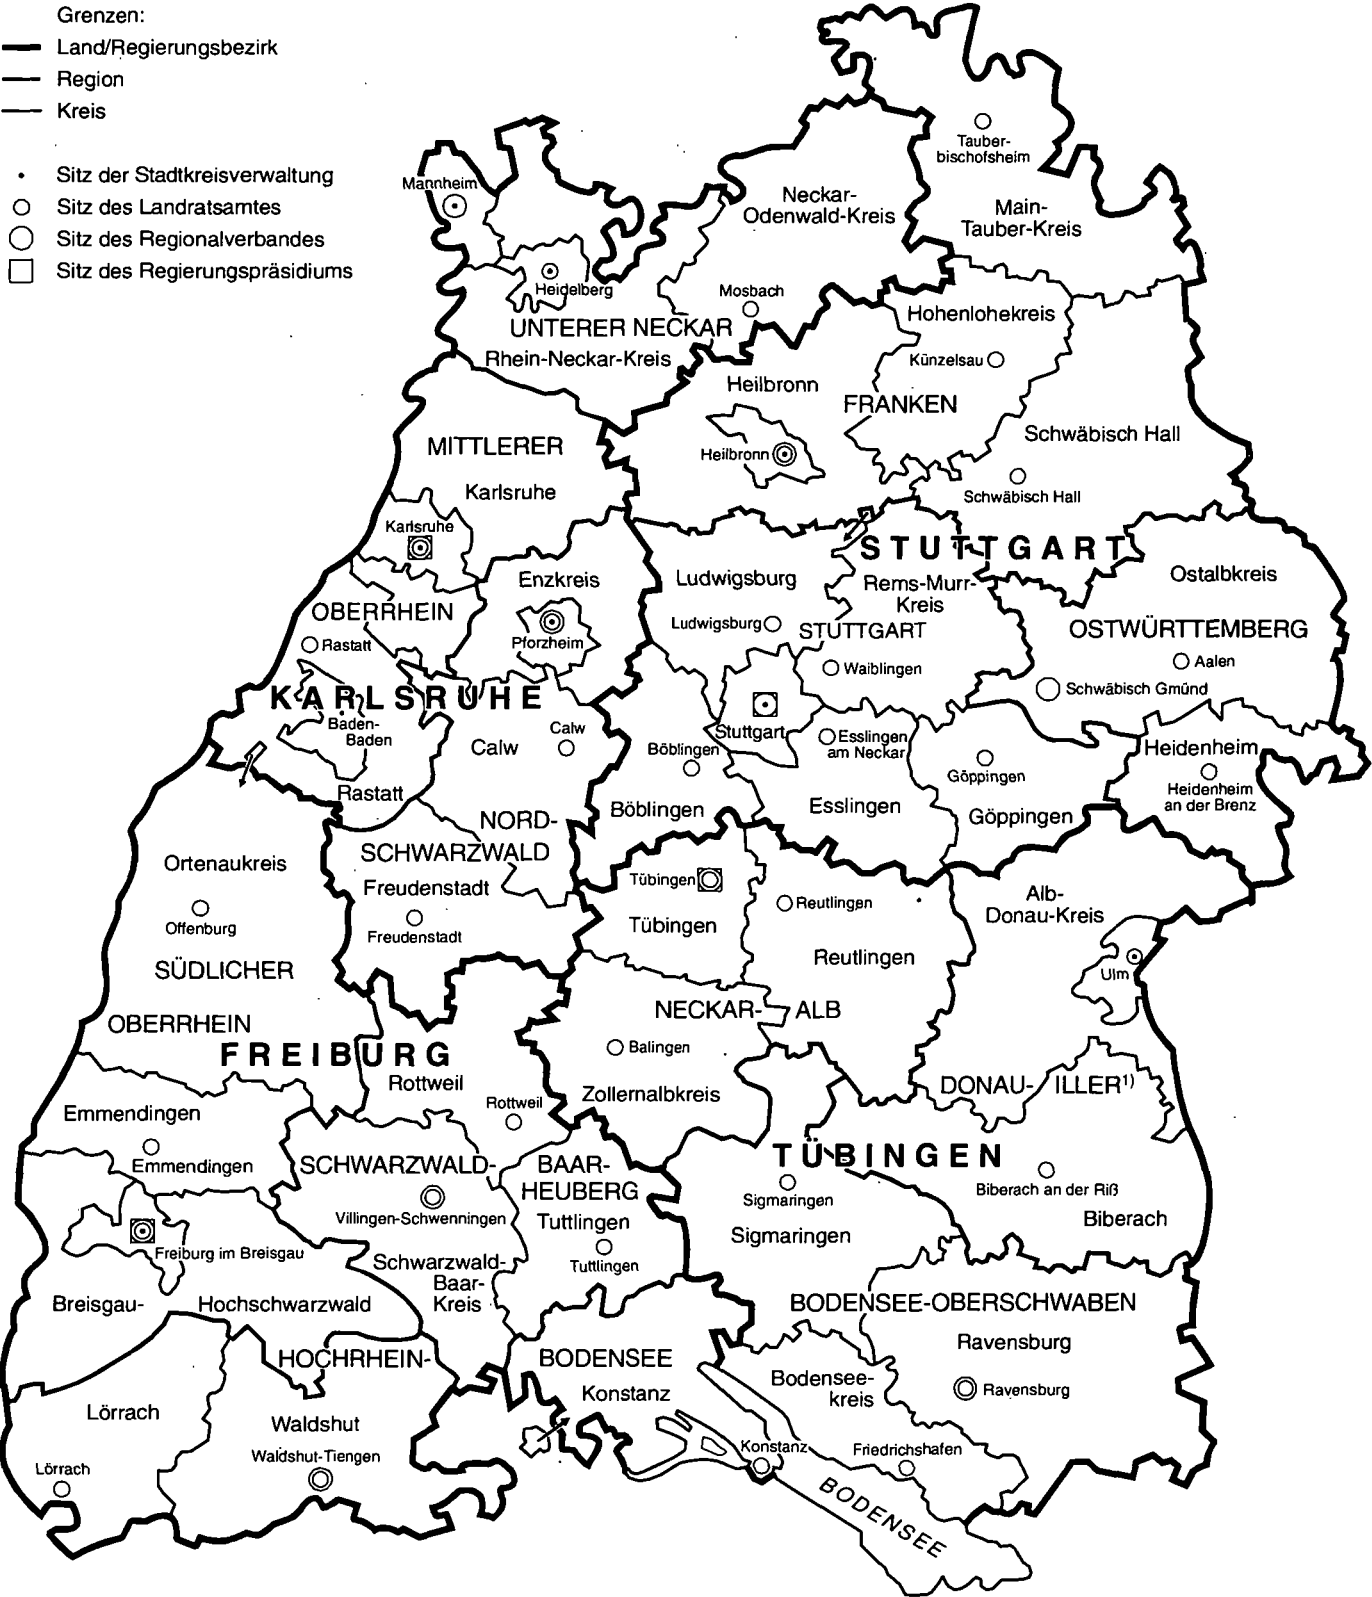 Grenzen:
Land/Regierungsbezirk
Region
Kreis
Sitz der Stadtkreisverwaltung
Sitz des Landratsamtes
Sitz des Regionalverbandes
Sitz des Regierungspräsidiums
Tauber-
bischofsheim
Main-
Tauber-Kreis
Neckar-
Odenwald-Kreis
Mosbach
Mannheim
Heidelberg
UNTERER NECKAR
Rhein-Neckar-Kreis
Hohenlohekreis
Künzelsau
Heilbronn
FRANKEN
Heilbronn
Schwäbisch Hall
Schwäbisch Hall
MITTLERER
Karlsruhe
Karlsruhe
OBERRHEIN
Rastatt
KARLSRUHE
Baden-
Baden
Rastatt
Enzkreis
Pforzheim
Calw
Calw
NORD-
SCHWARZWALD
Freudenstadt
Freudenstadt
STUTTGART
Ludwigsburg
Ludwigsburg
Rems-Murr-
Kreis
STUTTGART
Waiblingen
Stuttgart
Böblingen
Böblingen
Esslingen
am Neckar
Esslingen
Göppingen
Göppingen
Ostalbkreis
OSTWÜRTTEMBERG
Aalen
Schwäbisch Gmünd
Heidenheim
Heidenheim
an der Brenz
Ortenaukreis
Offenburg
SÜDLICHER
OBERRHEIN
FREIBURG
Rottweil
Rottweil
Emmendingen
Emmendingen
Freiburg im Breisgau
Breisgau-
Hochschwarzwald
SCHWARZWALD-
Villingen-Schwenningen
Schwarzwald-
Baar-
Kreis
BAAR-
HEUBERG
Tuttlingen
Tuttlingen
HOCHRHEIN-
BODENSEE
Konstanz
Konstanz
Lörrach
Lörrach
Waldshut
Waldshut-Tiengen
Tübingen
Tübingen
Reutlingen
Reutlingen
NECKAR-
ALB
Balingen
Zollernalbkreis
Alb-
Donau-Kreis
Ulm
DONAU-
ILLER1)
TÜBINGEN
Sigmaringen
Sigmaringen
Biberach an der Riß
Biberach
BODENSEE-OBERSCHWABEN
Ravensburg
Ravensburg
Bodensee-
kreis
Friedrichshafen
BODENSEE